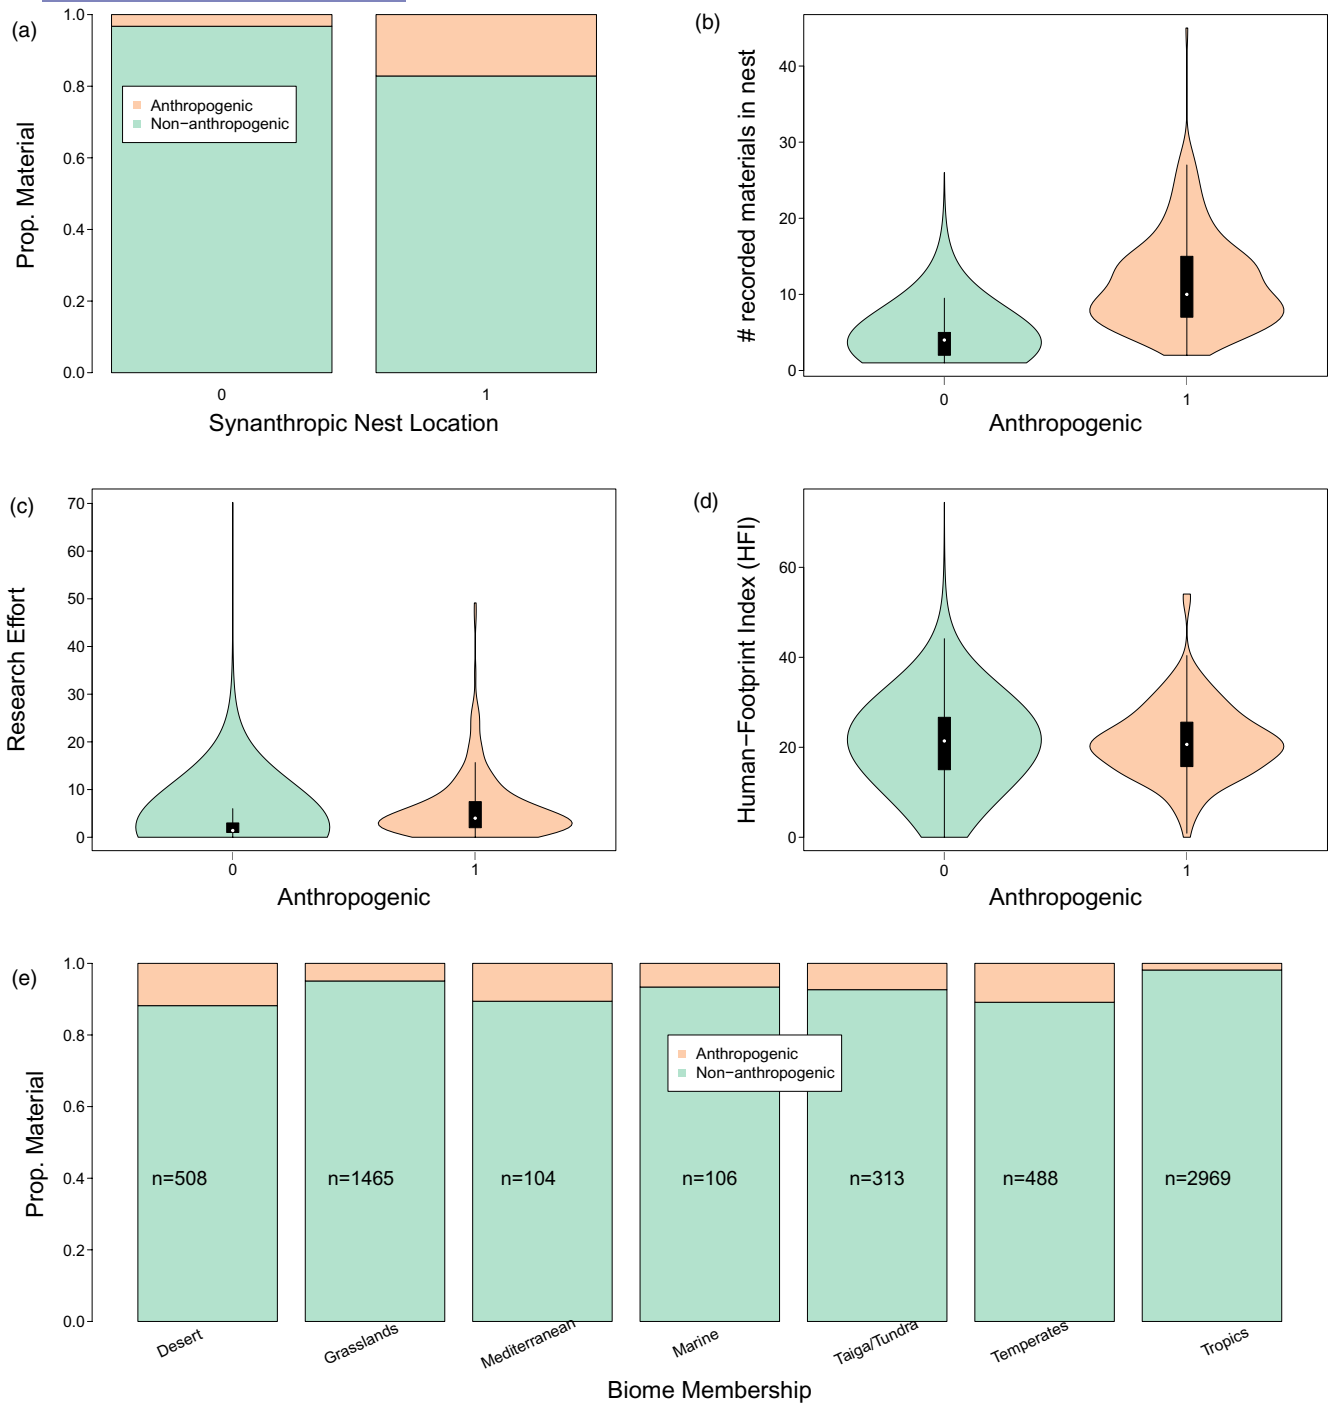 (a)
1.0
0.8
0.6
0.4
0.2
0.0
Prop. Material
Anthropogenic
Non−anthropogenic
0
1
Synanthropic Nest Location
(b)
40
30
20
10
0
# recorded materials in nest
0
1
Anthropogenic
(c)
70
60
50
40
30
20
10
0
Research Effort
0
1
Anthropogenic
(d)
60
40
20
0
Human−Footprint Index (HFI)
0
1
Anthropogenic
(e)
1.0
0.8
0.6
0.4
0.2
0.0
Prop. Material
Anthropogenic
Non−anthropogenic
n=508
n=1465
n=104
n=106
n=313
n=488
n=2969
Desert
Grasslands
Mediterranean
Marine
Taiga/Tundra
Temperates
Tropics
Biome Membership